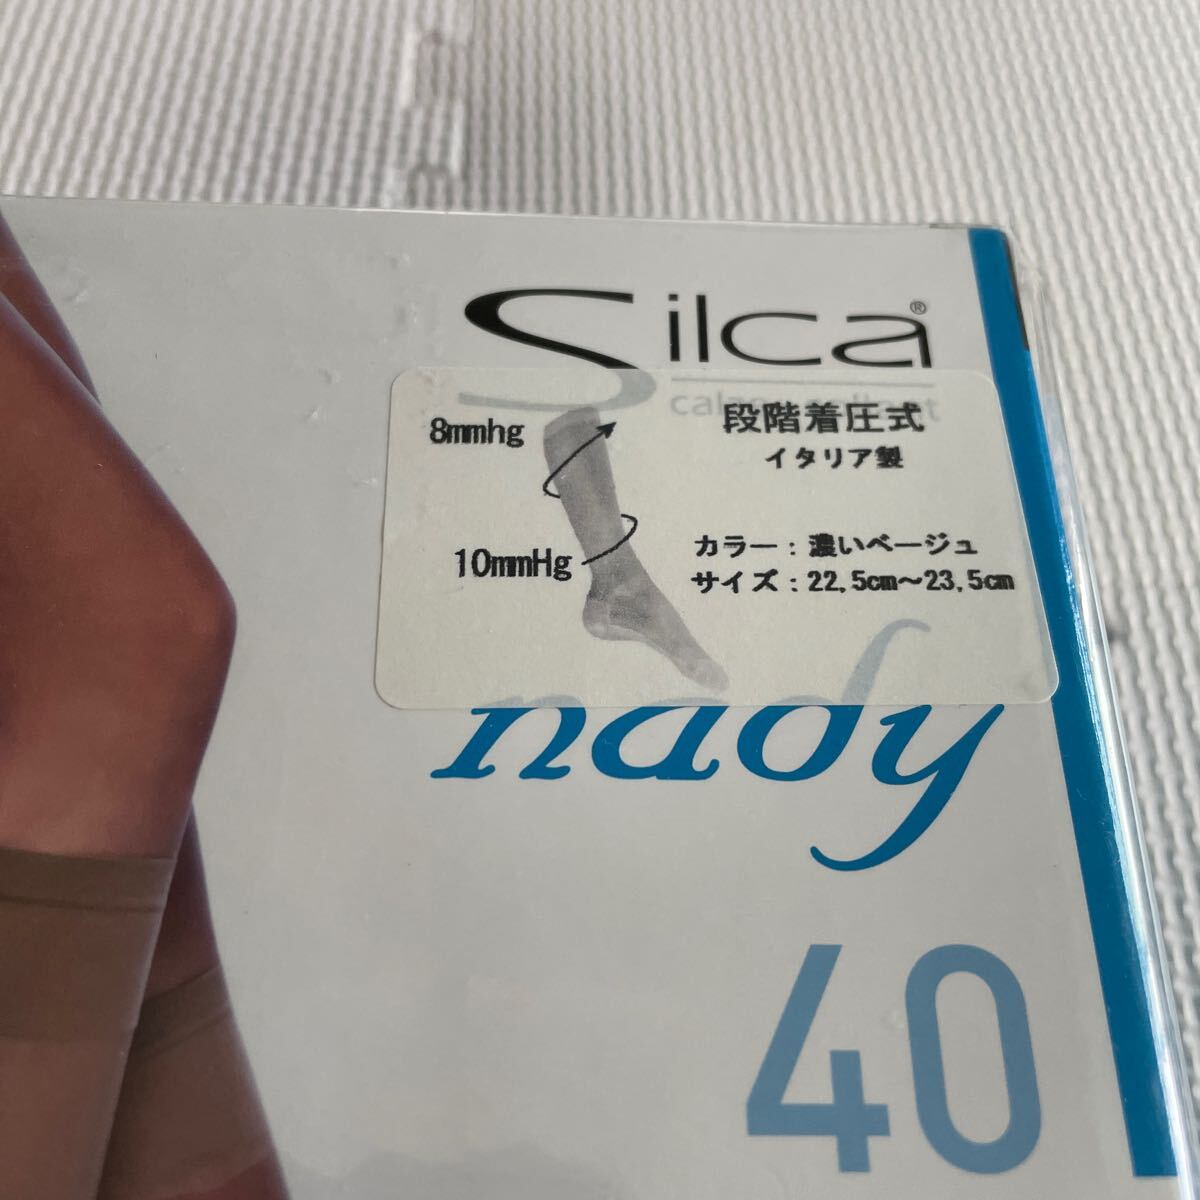 Silca®
8mmhg
段階着圧式
イタリア製
10mmHg
カラー：濃いベージュ
サイズ：22,5cm～23,5cm
nady
40